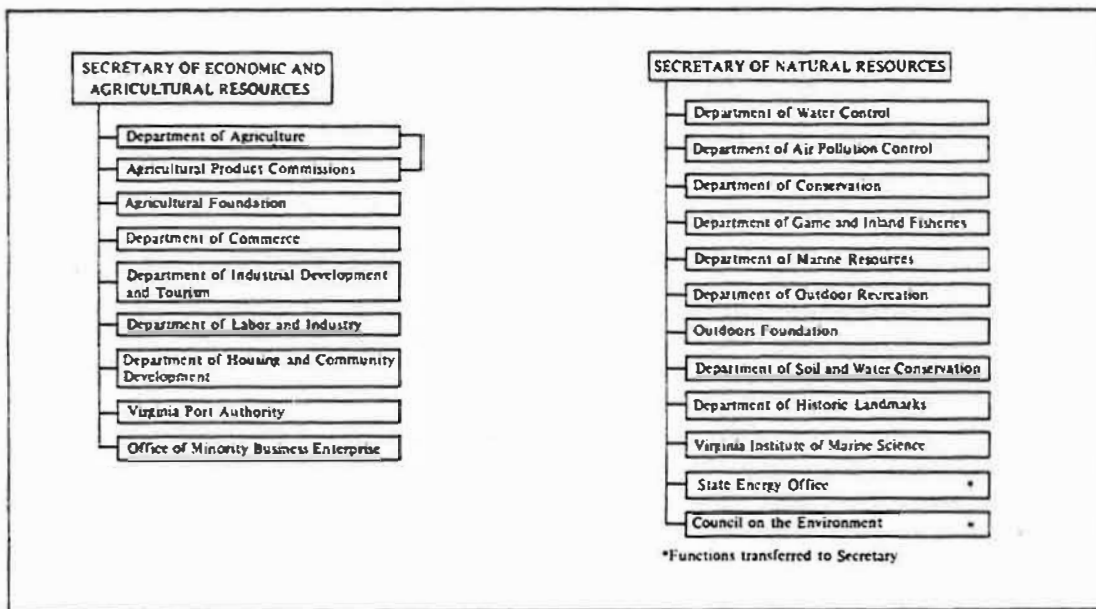 SECRETARY OF ECONOMIC AND
AGRICULTURAL RESOURCES
Department of Agriculture
Agricultural Product Commissions
Agricultural Foundation
Department of Commerce
Department of Industrial Development
and Tourism
Department of Labor and Industry
Department of Housing and Community
Development
Virginia Port Authority
Office of Minority Business Enterprise
SECRETARY OF NATURAL RESOURCES
Department of Water Control
Department of Air Pollution Control
Department of Conservation
Department of Game and Inland Fisheries
Department of Marine Resources
Department of Outdoor Recreation
Outdoors Foundation
Department of Soil and Water Conservation
Department of Historic Landmarks
Virginia Institute of Marine Science
State Energy Office *
Council on the Environment *
*Functions transferred to Secretary